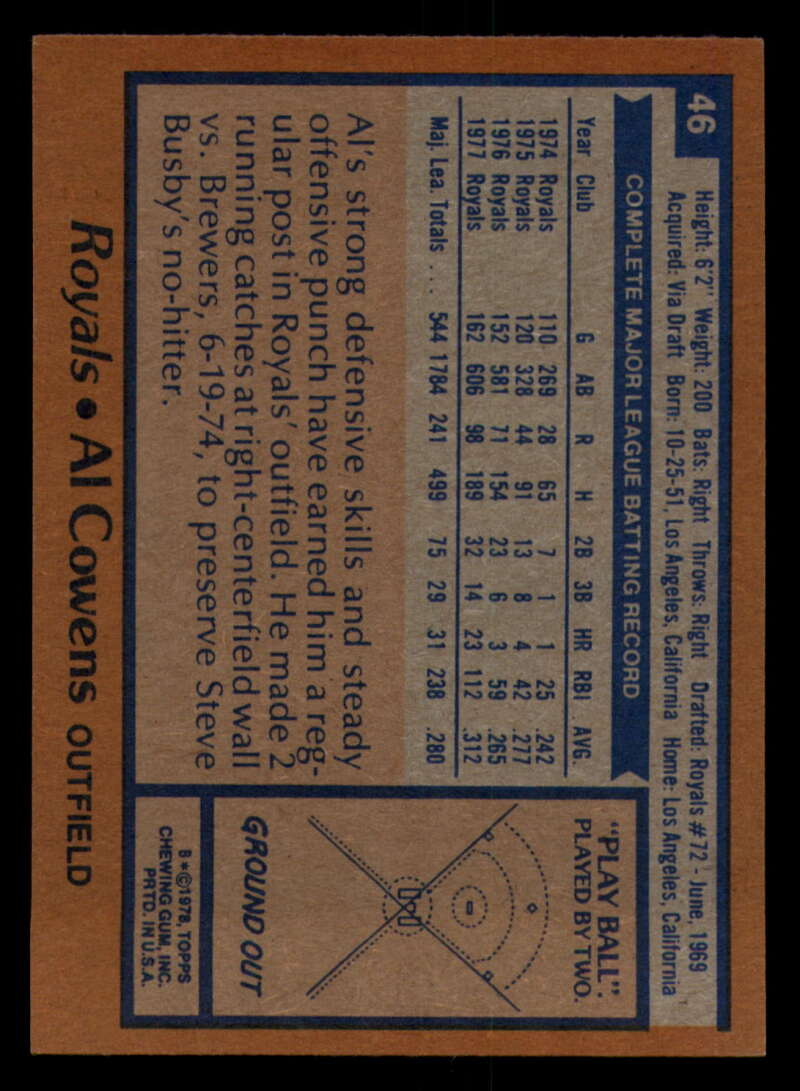 46
Height: 6'2" Weight: 200 Bats: Right Throws: Right Drafted: Royals #72 - June, 1969
Acquired: Via Draft Born: 10-25-51, Los Angeles, California Home: Los Angeles, California
COMPLETE MAJOR LEAGUE BATTING RECORD
Year Club G AB R H 2B 3B HR RBI AVG.
1974 Royals 110 269 28 65 7 1 1 25 .242
1975 Royals 120 328 44 91 13 8 4 42 .277
1976 Royals 152 581 71 154 23 6 3 59 .265
1977 Royals 162 606 98 189 32 14 23 112 .312
Maj. Lea. Totals .... 544 1784 241 499 75 29 31 238 .280
Al's strong defensive skills and steady
offensive punch have earned him a reg-
ular post in Royals' outfield. He made 2
running catches at right-centerfield wall
vs. Brewers, 6-19-74, to preserve Steve
Busby's no-hitter.
"PLAY BALL".
PLAYED BY TWO.
GROUND OUT
B*©1978, TOPPS
CHEWING GUM, INC.
PRTD. IN U.S.A.
Royals • Al Cowens OUTFIELD